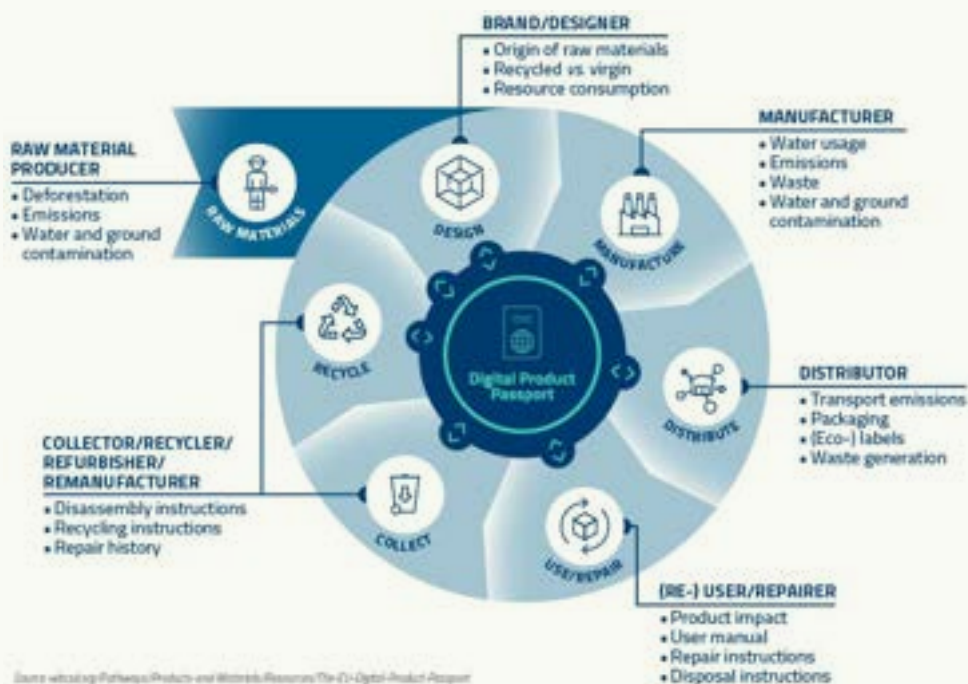 BRAND/DESIGNER
• Origin of raw materials
• Recycled vs. virgin
• Resource consumption
MANUFACTURER
• Water usage
• Emissions
• Waste
• Water and ground
contamination
RAW MATERIAL
PRODUCER
• Deforestation
• Emissions
• Water and ground
contamination
RAW MATERIALS
DESIGN
MANUFACTURE
RECYCLE
Digital Product
Passport
DISTRIBUTE
DISTRIBUTOR
• Transport emissions
• Packaging
• (Eco-) labels
• Waste generation
COLLECTOR/RECYCLER/
REFURBISHER/
REMANUFACTURER
• Disassembly instructions
• Recycling instructions
• Repair history
COLLECT
USE/REPAIR
(RE-) USER/REPAIRER
• Product impact
• User manual
• Repair instructions
• Disposal instructions